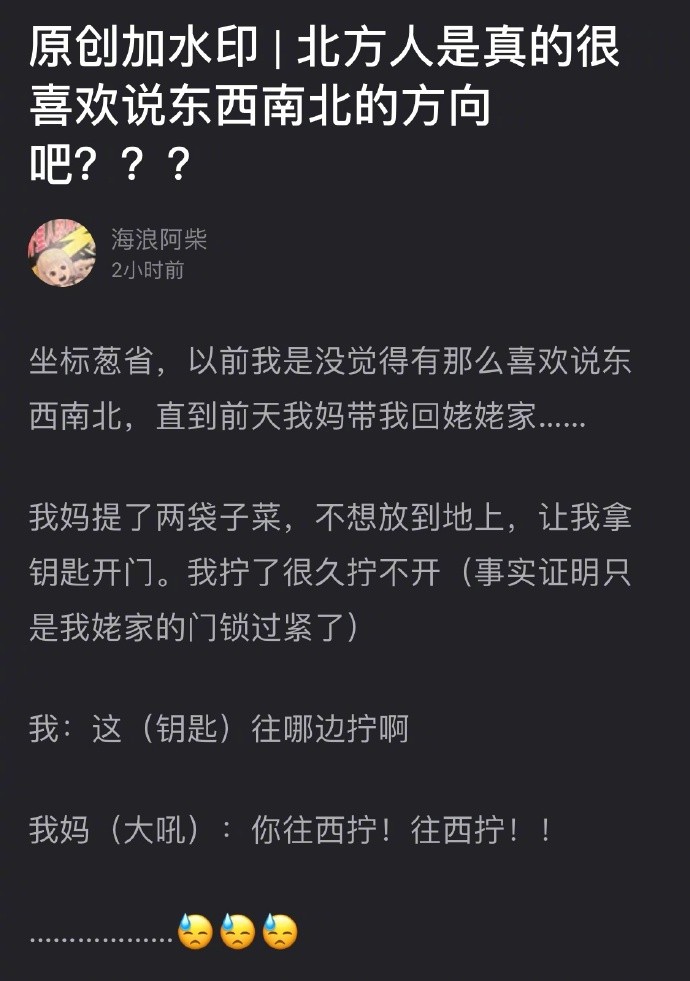 原创加水印 | 北方人是真的很
喜欢说东西南北的方向
吧？？？
海浪阿柴
2小时前
坐标葱省，以前我是没觉得有那么喜欢说东
西南北，直到前天我妈带我回姥姥家……
我妈提了两袋子菜，不想放到地上，让我拿
钥匙开门。我拧了很久拧不开（事实证明只
是我姥家的门锁过紧了）
我：这（钥匙）往哪边拧啊
我妈（大吼）：你往西拧！往西拧！！
………………😓😓😓